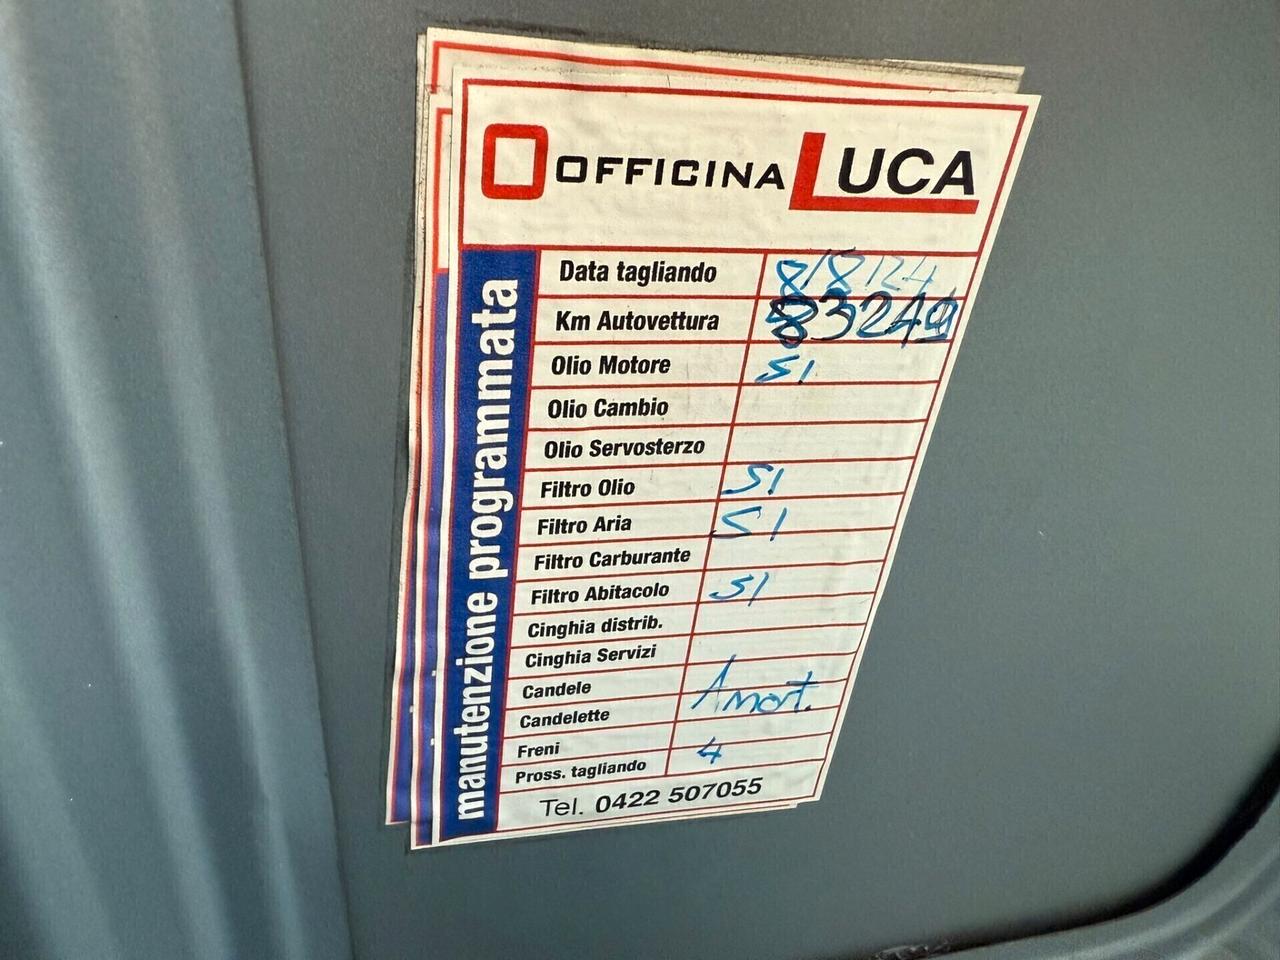 OFFICINA LUCA
manutenzione programmata
Data tagliando 8/8/24
Km Autovettura
Olio Motore SI
Olio Cambio
Olio Servosterzo
Filtro Olio SI
Filtro Aria SI
Filtro Carburante
Filtro Abitacolo SI
Cinghia distrib.
Cinghia Servizi
Candele
Amort.
Candelette
Freni 4
Pross. tagliando
Tel. 0422 507055